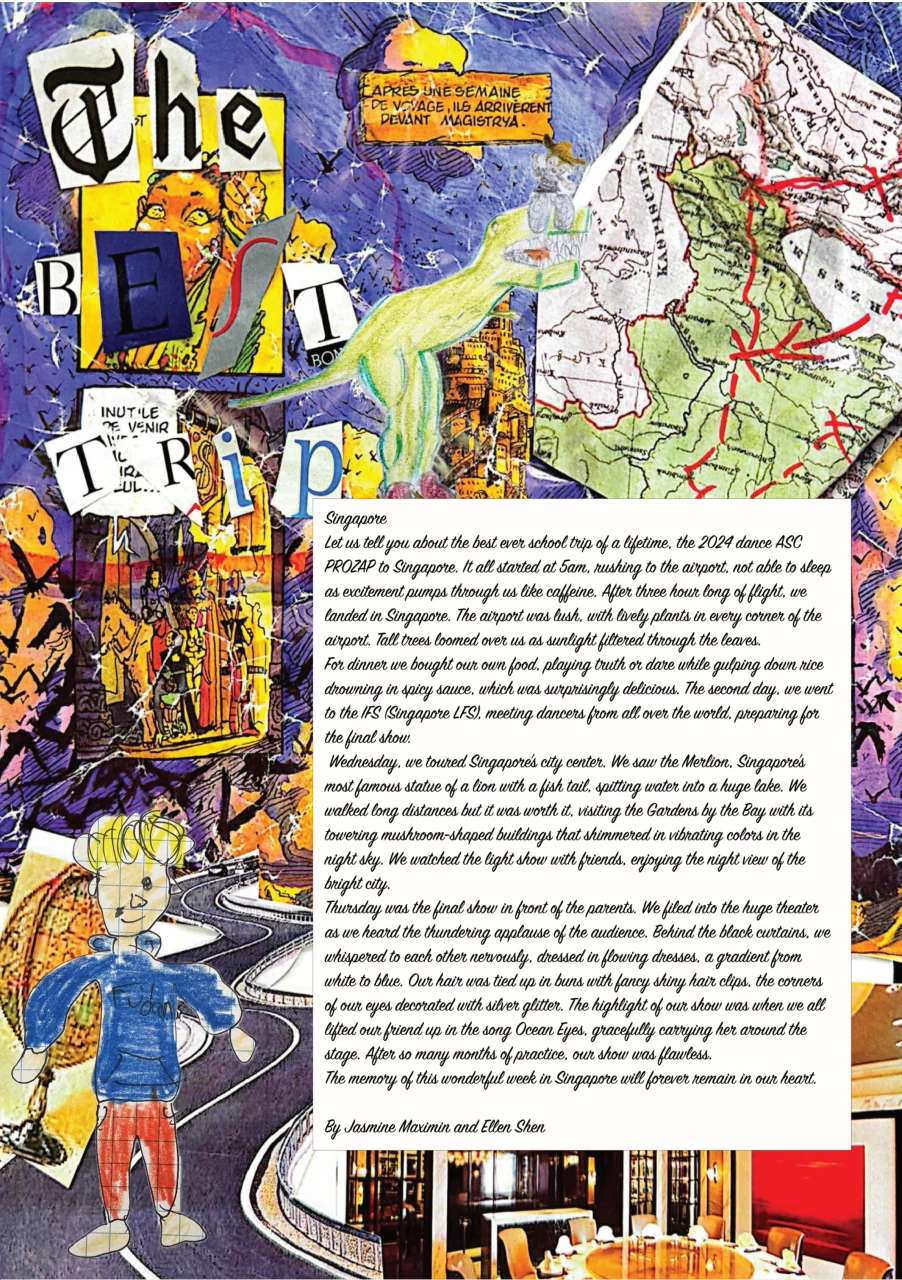 The
BEST
TRip
APRÈS UNE SEMAINE
DE VOYAGE, ILS ARRIVÈRENT
DEVANT MAGISTRYA.
BON
INUTILE
DE VENIR
Singapore
Let us tell you about the best ever school trip of a lifetime, the 2024 dance ASC
PROZAP to Singapore. It all started at 5am, rushing to the airport, not able to sleep
as excitement pumps through us like caffeine. After three hour long of flight, we
landed in Singapore. The airport was lush, with lively plants in every corner of the
airport. Tall trees loomed over us as sunlight filtered through the leaves.
For dinner we bought our own food, playing truth or dare while gulping down rice
drowning in spicy sauce, which was surprisingly delicious. The second day, we went
to the IFS (Singapore LFS), meeting dancers from all over the world, preparing for
the final show.
Wednesday, we toured Singapore's city center. We saw the Merlion, Singapore's
most famous statue of a lion with a fish tail, spitting water into a huge lake. We
walked long distances but it was worth it, visiting the Gardens by the Bay with its
towering mushroom-shaped buildings that shimmered in vibrating colors in the
night sky. We watched the light show with friends, enjoying the night view of the
bright city.
Thursday was the final show in front of the parents. We filed into the huge theater
as we heard the thundering applause of the audience. Behind the black curtains, we
whispered to each other nervously, dressed in flowing dresses, a gradient from
white to blue. Our hair was tied up in buns with fancy shiny hair clips, the corners
of our eyes decorated with silver glitter. The highlight of our show was when we all
lifted our friend up in the song Ocean Eyes, gracefully carrying her around the
stage. After so many months of practice, our show was flawless.
The memory of this wonderful week in Singapore will forever remain in our heart.
By Jasmine Maximin and Ellen Shen